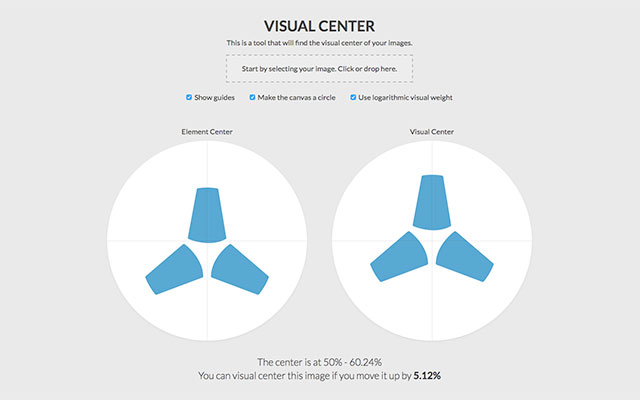 VISUAL CENTER
This is a tool that will find the visual center of your images.
Start by selecting your image. Click or drop here.
Show guides
Make the canvas a circle
Use logarithmic visual weight
Element Center
Visual Center
The center is at 50% - 60.24%
You can visual center this image if you move it up by 5.12%